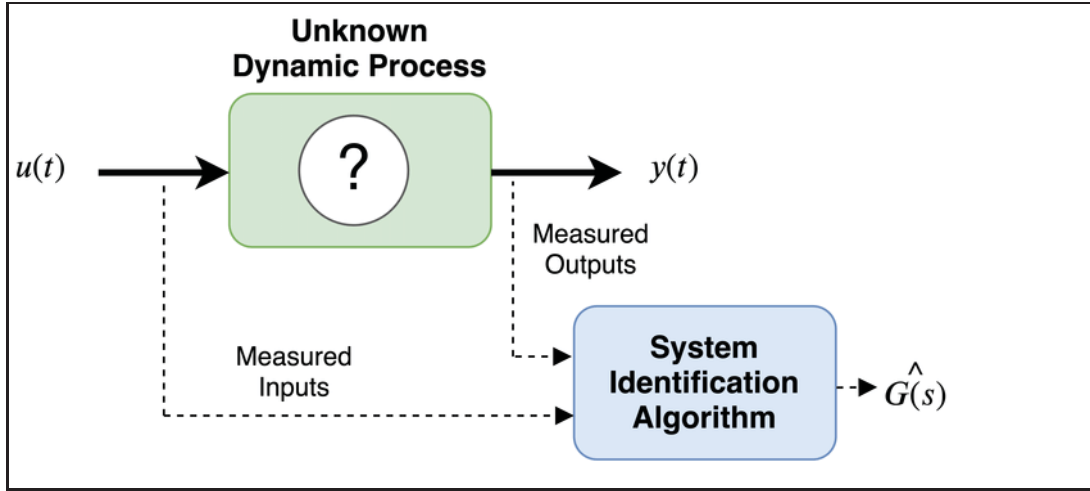 Unknown
Dynamic Process
u(t)
?
y(t)
Measured
Outputs
Measured
Inputs
System
Identification
Algorithm
Ĝ(s)